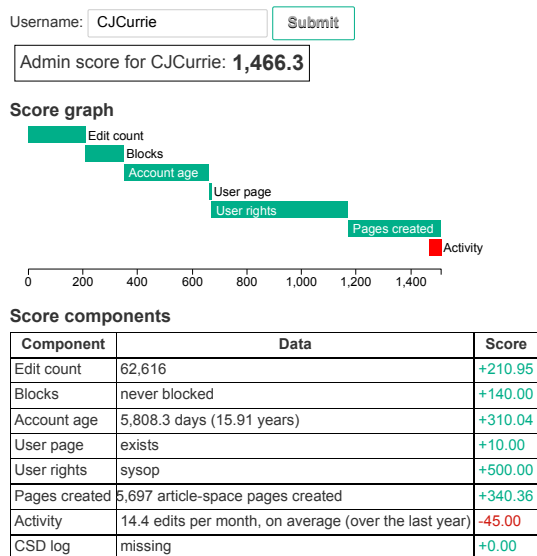 Username: CJCurrie Submit
Admin score for CJCurrie: 1,466.3
Score graph
Edit count
Blocks
Account age
User page
User rights
Pages created
Activity
0 200 400 600 800 1,000 1,200 1,400
Score components
Component Data Score
Edit count 62,616 +210.95
Blocks never blocked +140.00
Account age 5,808.3 days (15.91 years) +310.04
User page exists +10.00
User rights sysop +500.00
Pages created 5,697 article-space pages created +340.36
Activity 14.4 edits per month, on average (over the last year) -45.00
CSD log missing +0.00